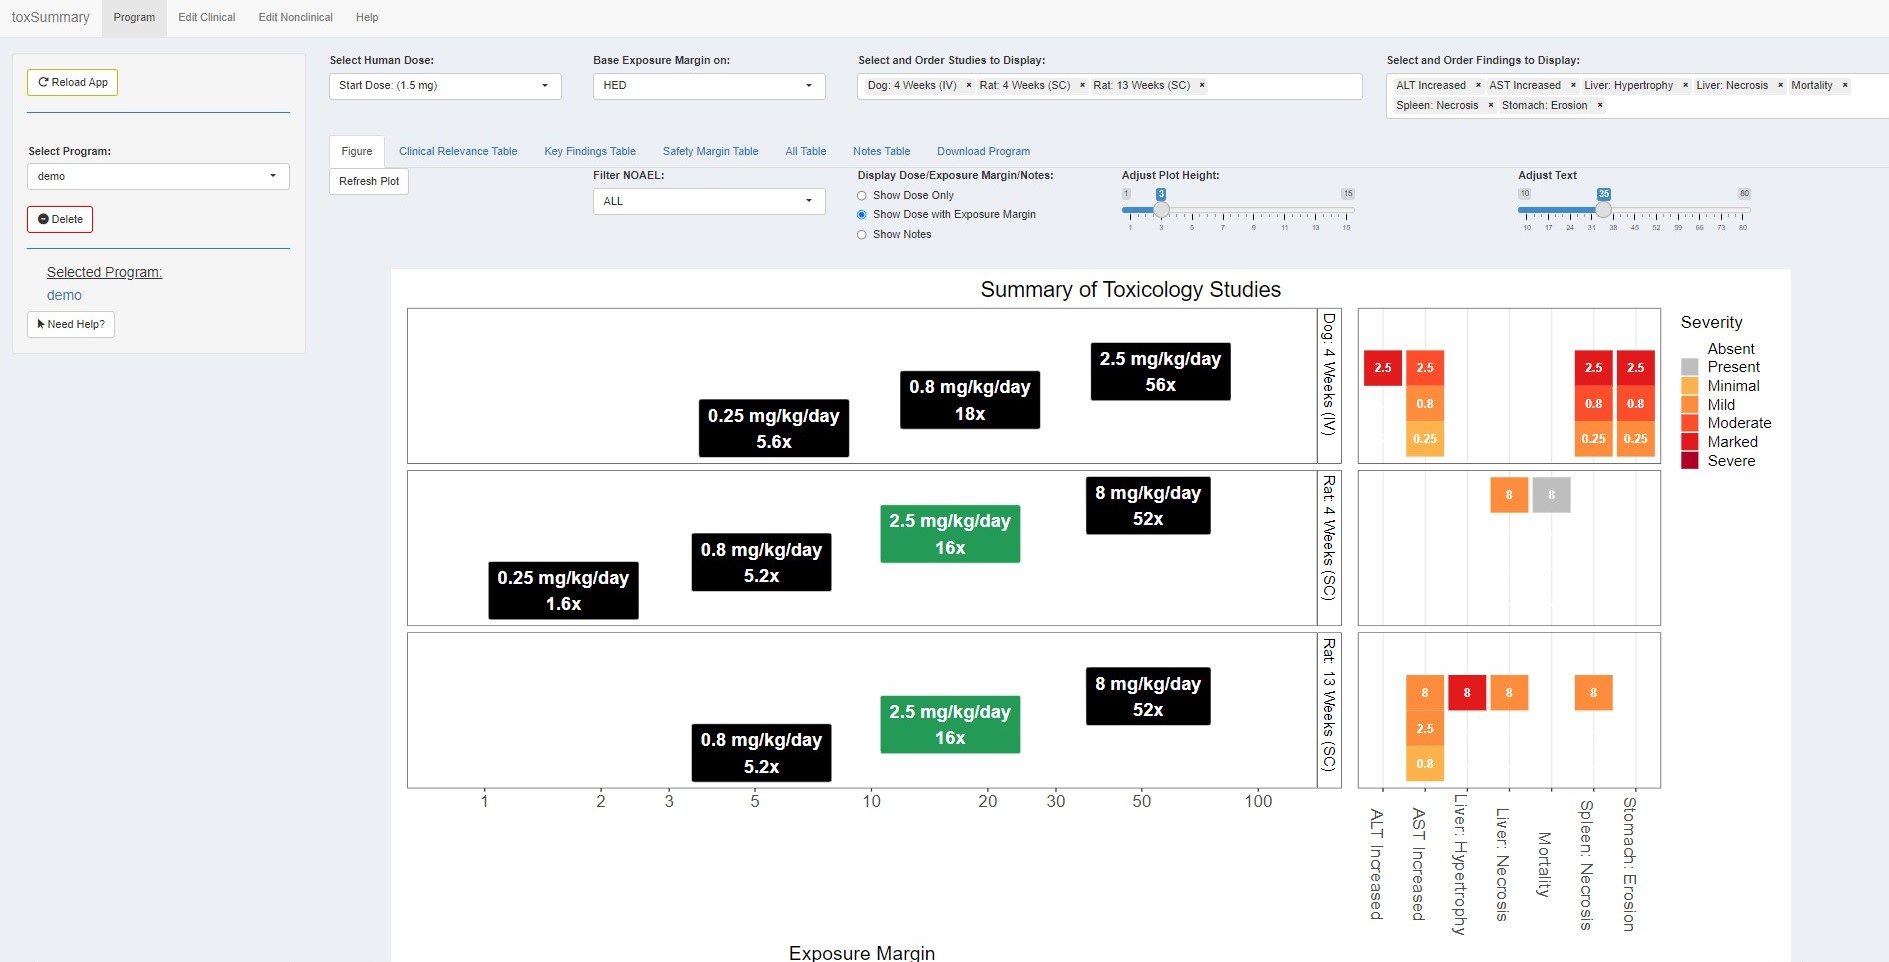 toxSummary Program Edit Clinical Edit Nonclinical Help
Reload App
Select Program:
demo
Delete
Selected Program:
demo
Need Help?
Select Human Dose:
Start Dose: (1.5 mg)
Base Exposure Margin on:
HED
Select and Order Studies to Display:
Dog: 4 Weeks (IV) × Rat: 4 Weeks (SC) × Rat: 13 Weeks (SC) ×
Select and Order Findings to Display:
ALT Increased × AST Increased × Liver: Hypertrophy × Liver: Necrosis × Mortality ×
Spleen: Necrosis × Stomach: Erosion ×
Figure Clinical Relevance Table Key Findings Table Safety Margin Table All Table Notes Table Download Program
Refresh Plot
Filter NOAEL:
ALL
Display Dose/Exposure Margin/Notes:
Show Dose Only
Show Dose with Exposure Margin
Show Notes
Adjust Plot Height:
1 3 15
1 3 5 7 9 11 13 15
Adjust Text
10 35 80
10 17 24 31 38 45 52 59 66 73 80
Summary of Toxicology Studies
0.25 mg/kg/day
5.6x
0.8 mg/kg/day
18x
2.5 mg/kg/day
56x
Dog: 4 Weeks (IV)
2.5 2.5 2.5 2.5
0.8 0.8 0.8
0.25 0.25 0.25
0.25 mg/kg/day
1.6x
0.8 mg/kg/day
5.2x
2.5 mg/kg/day
16x
8 mg/kg/day
52x
Rat: 4 Weeks (SC)
8 8
0.8 mg/kg/day
5.2x
2.5 mg/kg/day
16x
8 mg/kg/day
52x
Rat: 13 Weeks (SC)
8 8 8 8
2.5
0.8
1 2 3 5 10 20 30 50 100
Exposure Margin
ALT Increased
AST Increased
Liver: Hypertrophy
Liver: Necrosis
Mortality
Spleen: Necrosis
Stomach: Erosion
Severity
Absent
Present
Minimal
Mild
Moderate
Marked
Severe